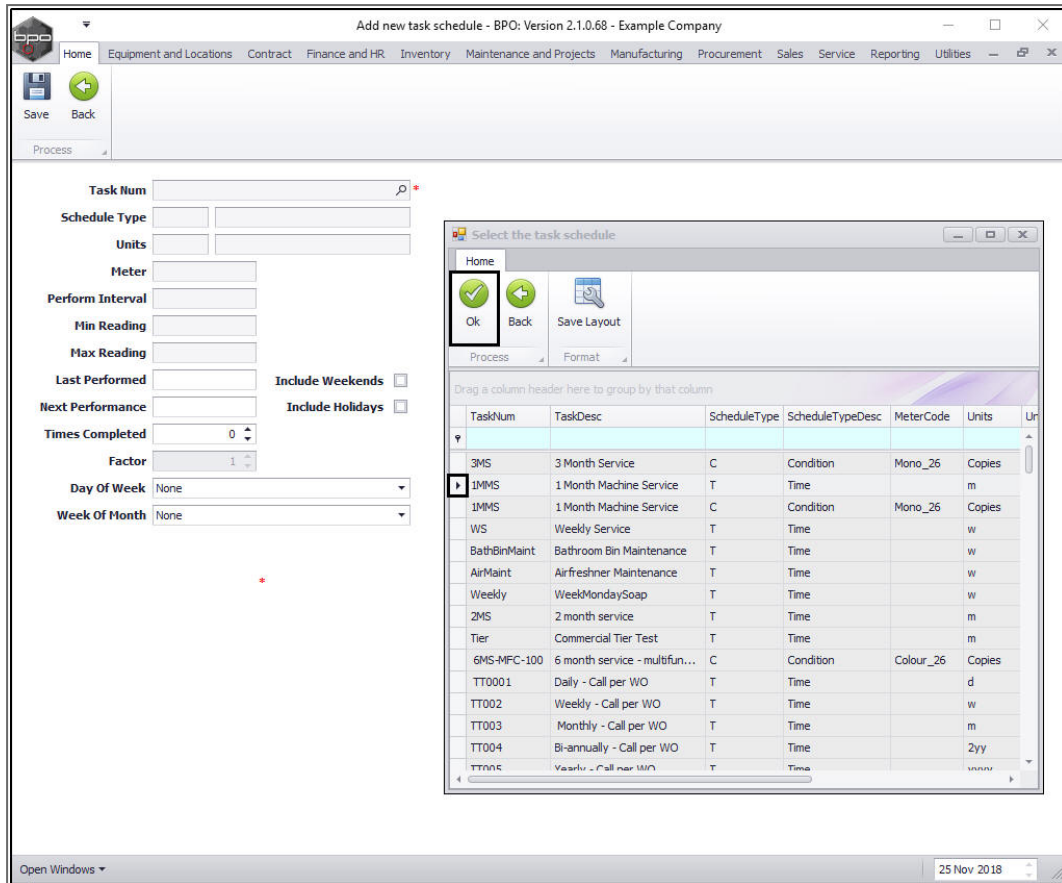 Add new task schedule - BPO: Version 2.1.0.68 - Example Company
bpo
Home Equipment and Locations Contract Finance and HR Inventory Maintenance and Projects Manufacturing Procurement Sales Service Reporting Utilities
Save Back
Process
Task Num *
Schedule Type
Units
Meter
Perform Interval
Min Reading
Max Reading
Last Performed Include Weekends
Next Performance Include Holidays
Times Completed 0
Factor 1
Day Of Week None
Week Of Month None
*
Select the task schedule
Home
Ok Back Save Layout
Process Format
Drag a column header here to group by that column
TaskNum TaskDesc ScheduleType ScheduleTypeDesc MeterCode Units Un
3MS 3 Month Service C Condition Mono_26 Copies
1MMS 1 Month Machine Service T Time m
1MMS 1 Month Machine Service C Condition Mono_26 Copies
WS Weekly Service T Time w
BathBinMaint Bathroom Bin Maintenance T Time w
AirMaint Airfreshner Maintenance T Time w
Weekly WeekMondaySoap T Time w
2MS 2 month service T Time m
Tier Commercial Tier Test T Time m
6MS-MFC-100 6 month service - multifun... C Condition Colour_26 Copies
TT0001 Daily - Call per WO T Time d
TT002 Weekly - Call per WO T Time w
TT003 Monthly - Call per WO T Time m
TT004 Bi-annually - Call per WO T Time 2yy
TT005 Yearly - Call per WO T Time yyyy
Open Windows 25 Nov 2018